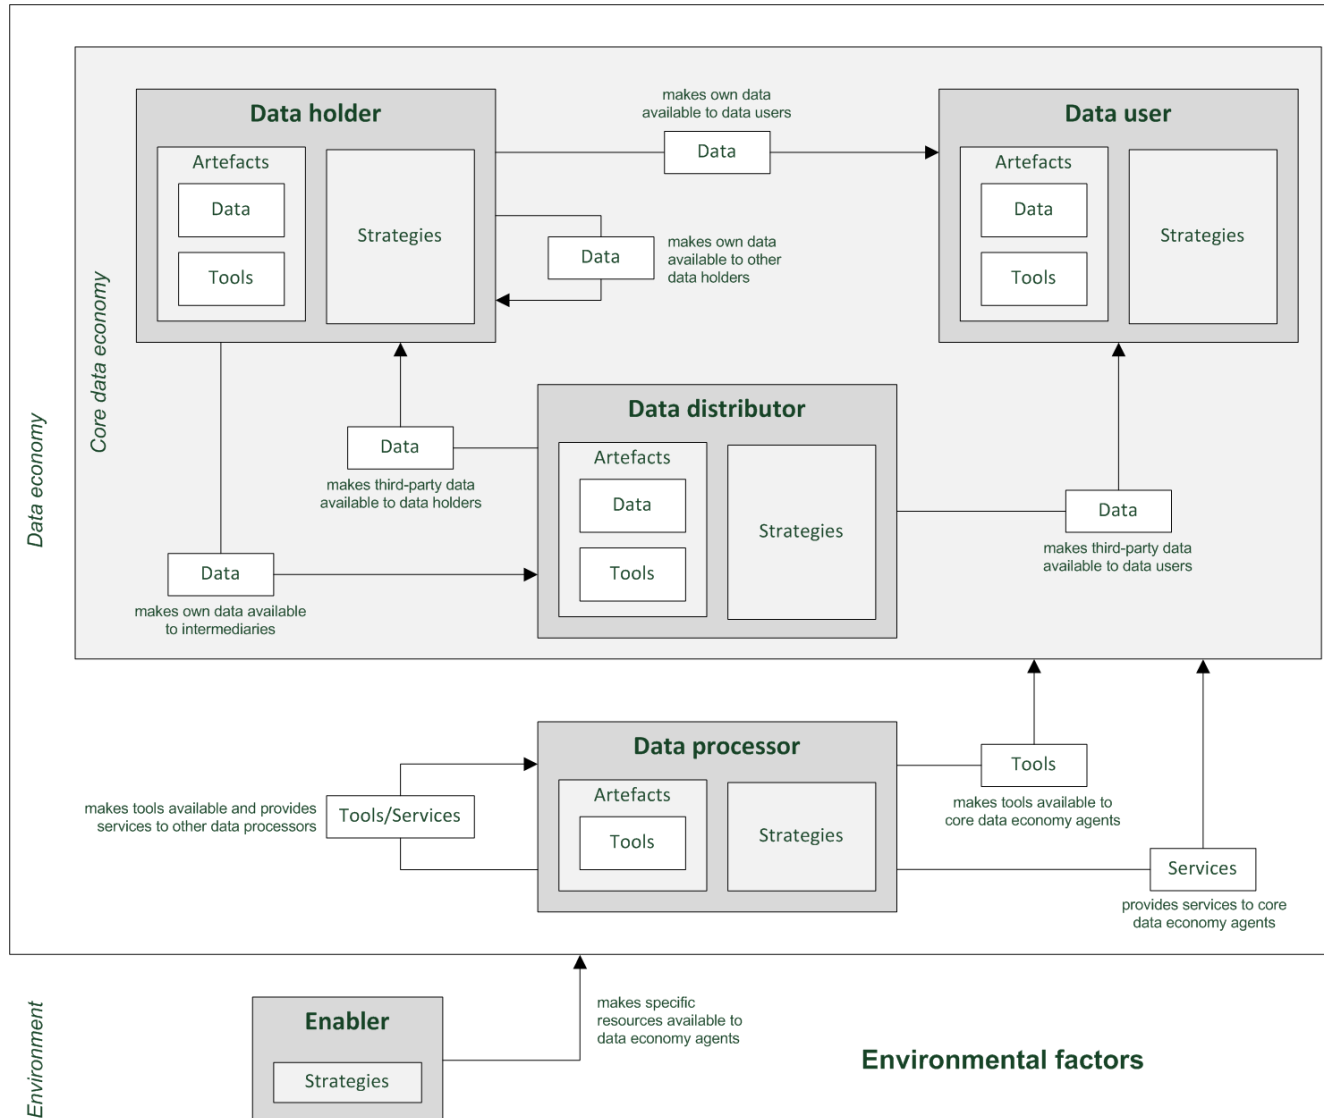 Data economy
Core data economy
Data holder
Artefacts
Data
Tools
Strategies
makes own data
available to data users
Data
Data
makes own data
available to other
data holders
Data user
Artefacts
Data
Tools
Strategies
Data distributor
Artefacts
Data
Tools
Strategies
Data
makes third-party data
available to data holders
Data
makes own data available
to intermediaries
Data
makes third-party data
available to data users
Data processor
Artefacts
Tools
Strategies
makes tools available and provides
services to other data processors
Tools/Services
Tools
makes tools available to
core data economy agents
Services
provides services to core
data economy agents
Environment
Enabler
Strategies
makes specific
resources available to
data economy agents
Environmental factors